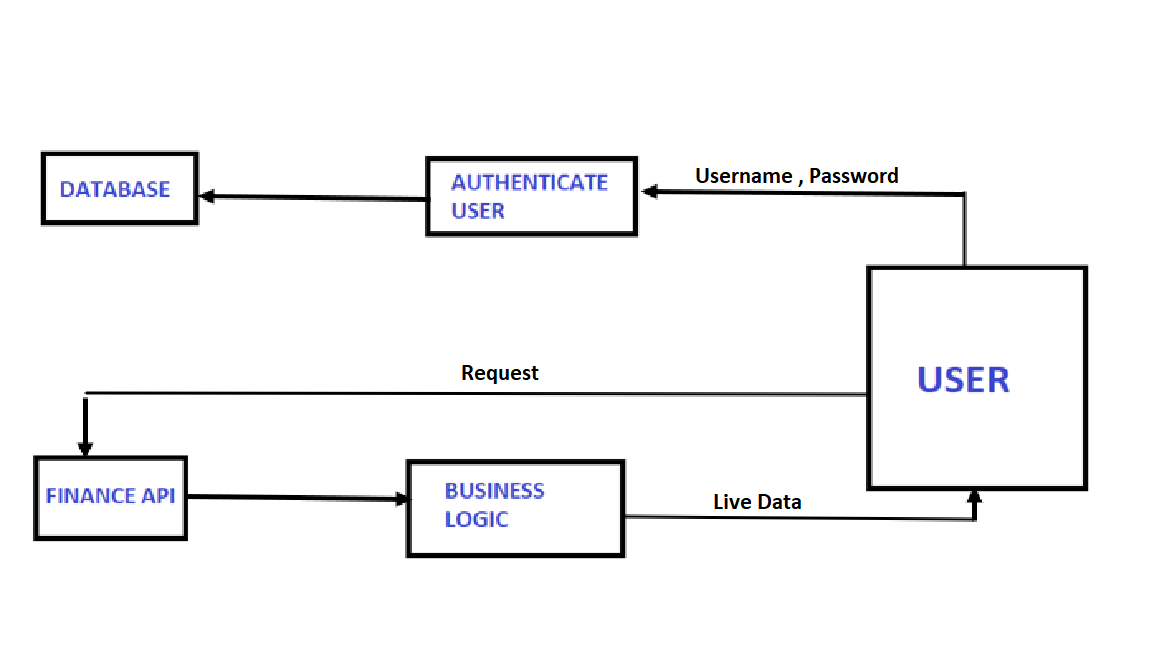 Username , Password
DATABASE
AUTHENTICATE
USER
Request
USER
FINANCE API
BUSINESS
LOGIC
Live Data